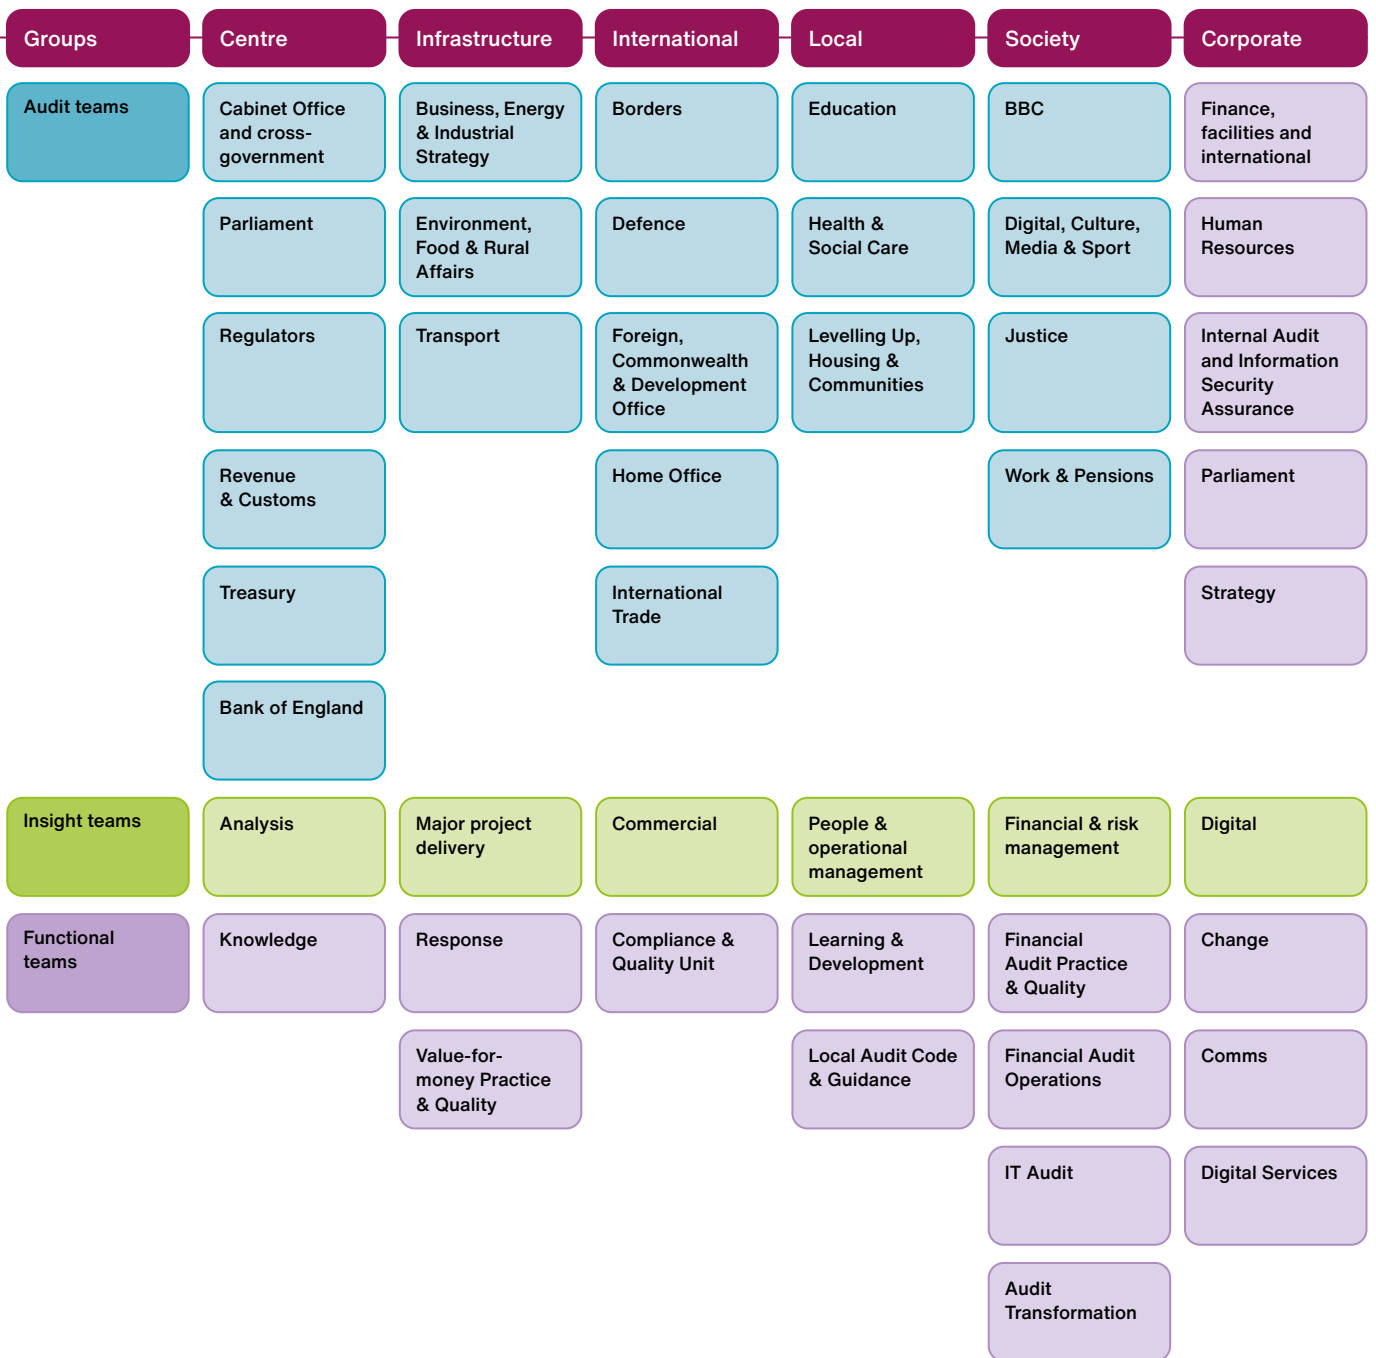 Groups
Centre
Infrastructure
International
Local
Society
Corporate
Audit teams
Cabinet Office
and cross-
government
Business, Energy
& Industrial
Strategy
Borders
Education
BBC
Finance,
facilities and
international
Parliament
Environment,
Food & Rural
Affairs
Defence
Health &
Social Care
Digital, Culture,
Media & Sport
Human
Resources
Regulators
Transport
Foreign,
Commonwealth
& Development
Office
Levelling Up,
Housing &
Communities
Justice
Internal Audit
and Information
Security
Assurance
Revenue
& Customs
Home Office
Work & Pensions
Parliament
Treasury
International
Trade
Strategy
Bank of England
Insight teams
Analysis
Major project
delivery
Commercial
People &
operational
management
Financial & risk
management
Digital
Functional
teams
Knowledge
Response
Compliance &
Quality Unit
Learning &
Development
Financial
Audit Practice
& Quality
Change
Value-for-
money Practice
& Quality
Local Audit Code
& Guidance
Financial Audit
Operations
Comms
IT Audit
Digital Services
Audit
Transformation